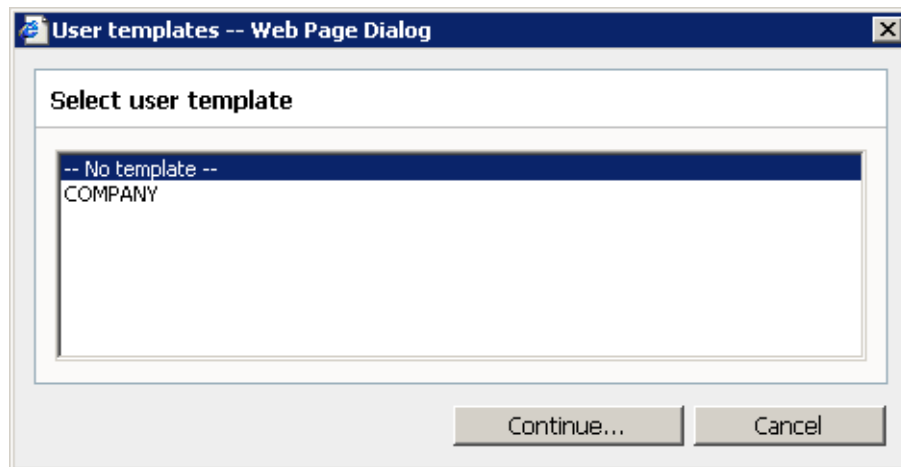 User templates -- Web Page Dialog
Select user template
-- No template --
COMPANY
Continue... Cancel